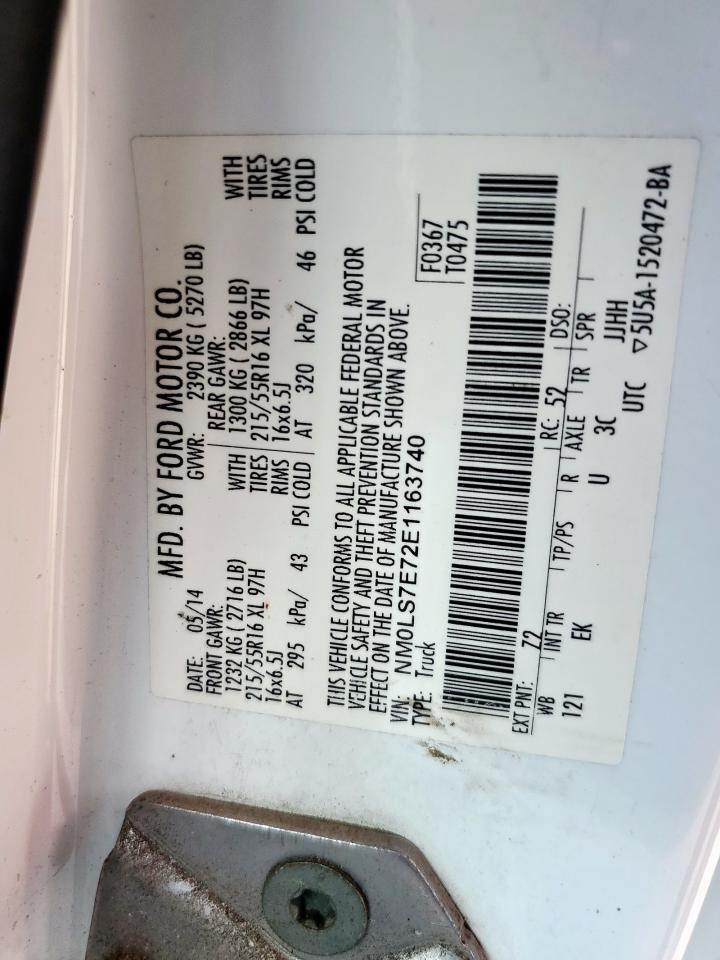 MFD. BY FORD MOTOR CO.
DATE: 05/14 GVWR: 2390 KG ( 5270 LB)
FRONT GAWR: REAR GAWR:
1232 KG ( 2716 LB) WITH 1300 KG ( 2866 LB) WITH
215/55R16 XL 97H TIRES 215/55R16 XL 97H TIRES
16x6.5J RIMS 16x6.5J RIMS
AT 295 kPa/ 43 PSI COLD AT 320 kPa/ 46 PSI COLD
THIS VEHICLE CONFORMS TO ALL APPLICABLE FEDERAL MOTOR
VEHICLE SAFETY AND THEFT PREVENTION STANDARDS IN
EFFECT ON THE DATE OF MANUFACTURE SHOWN ABOVE.
VIN: NM0LS7E72E1163740 F0367
TYPE: Truck T0475
EXT PNT: Z2 RC: 52 DSO:
WB INT TR TP/PS R AXLE TR SPR
121 EK U 3C JJHH
UTC ▽5U5A-1520472-BA